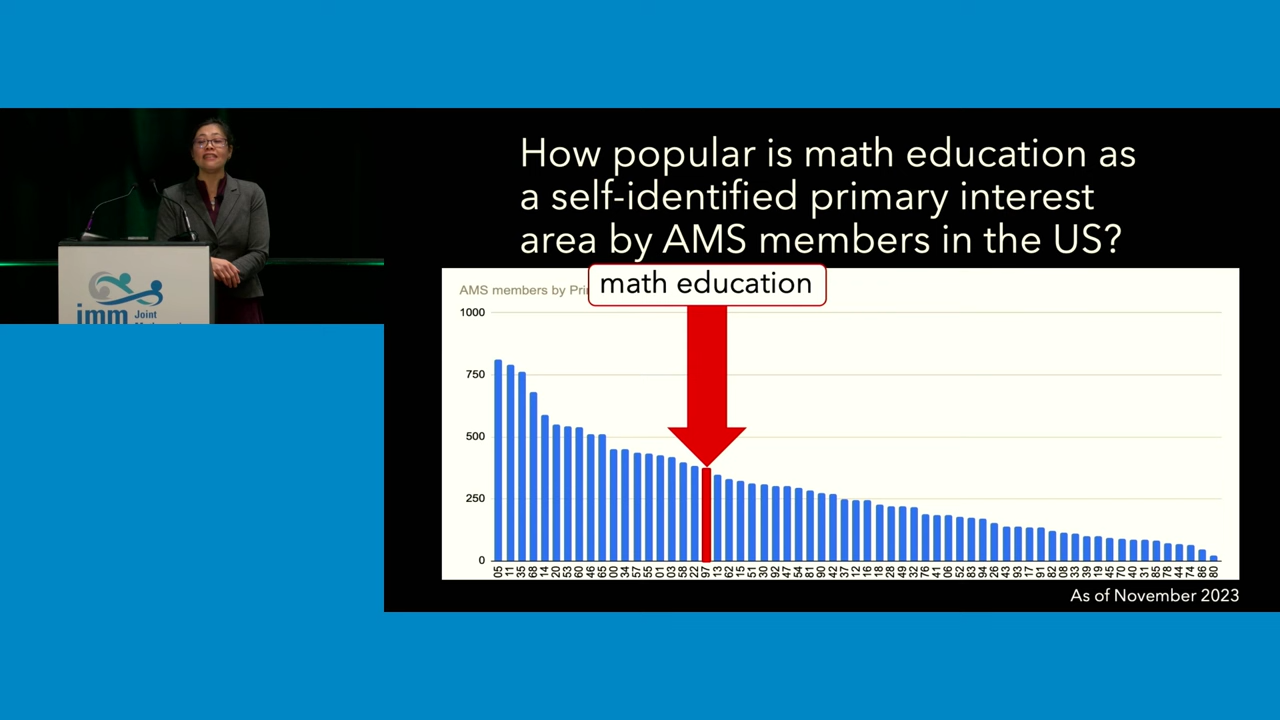 How popular is math education as
a self-identified primary interest
area by AMS members in the US?
AMS members by Pri
math education
1000
750
500
250
0
05 11 35 68 14 20 53 60 46 65 00 34 57 55 01 03 58 22 97 13 62 15 51 30 92 47 54 81 90 42 37 12 16 18 28 49 32 76 41 06 52 83 94 26 43 93 17 91 82 08 33 39 19 45 70 40 31 85 78 44 74 86 80
As of November 2023
jmm
Joint